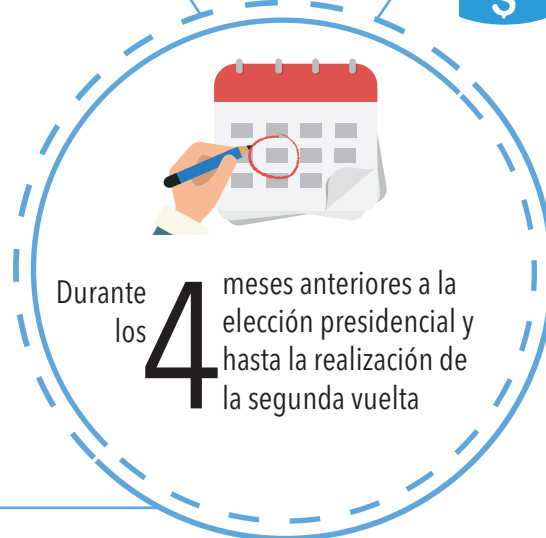 $
Durante
los
4
meses anteriores a la
elección presidencial y
hasta la realización de
la segunda vuelta